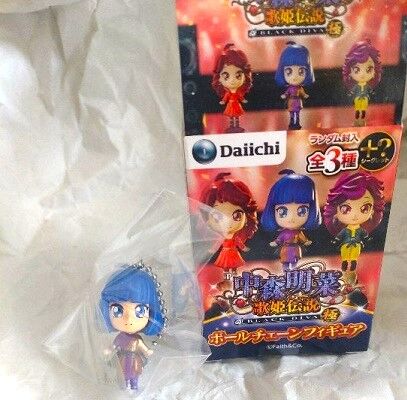 歌姫伝説
BLACK DIVA 極
Daiichi
ランダム封入
全3種
+?
シークレット
中森明菜
歌姫伝説
BLACK DIVA 極
ボールチェーンフィギュア
©Faith&Co.